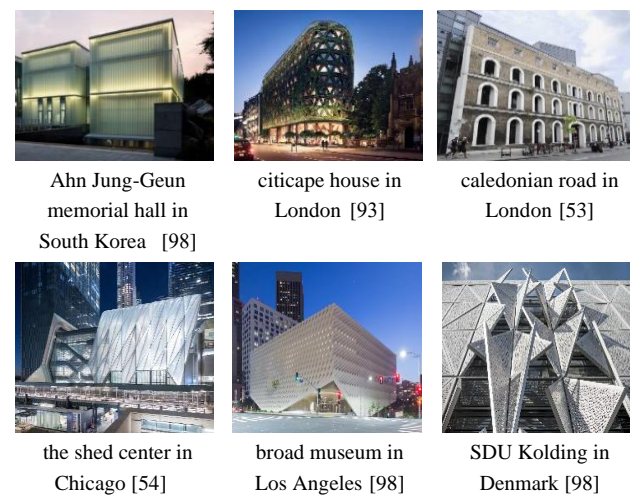 Ahn Jung-Geun
memorial hall in
South Korea [98]
citicape house in
London [93]
caledonian road in
London [53]
the shed center in
Chicago [54]
broad museum in
Los Angeles [98]
SDU Kolding in
Denmark [98]